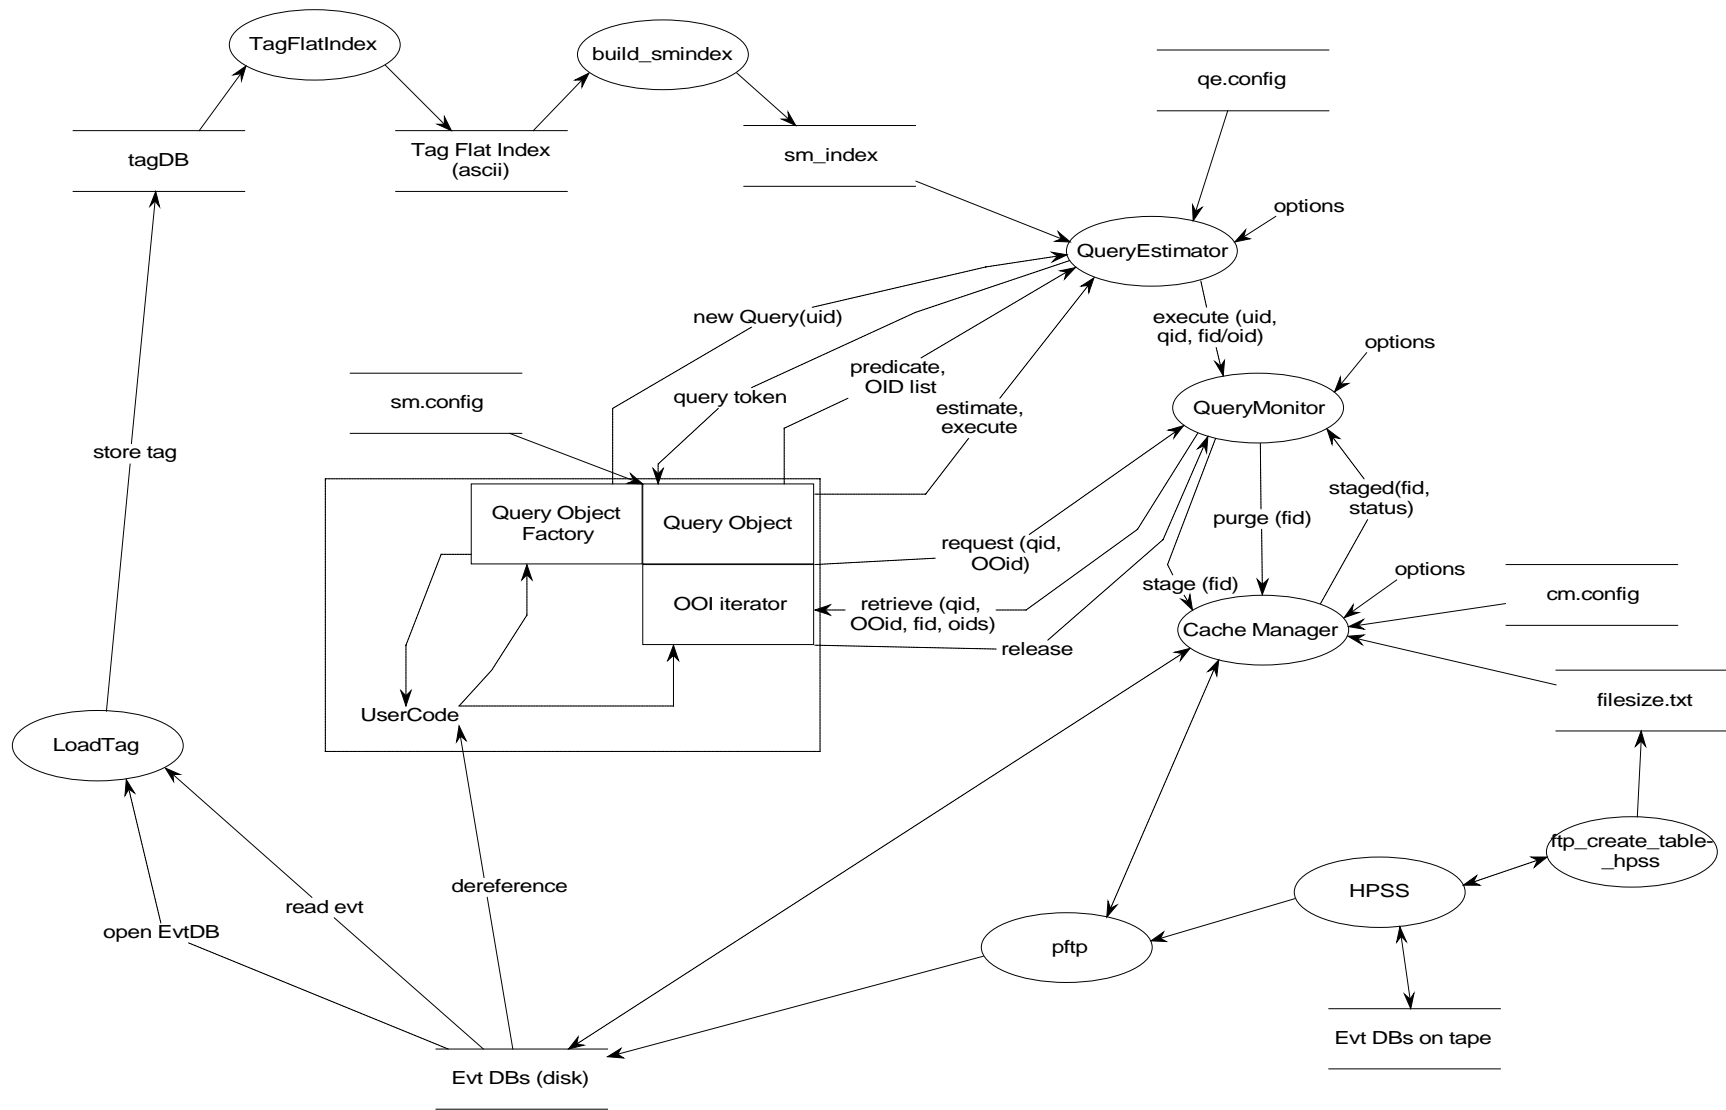 TagFlatIndex
build_smindex
qe.config
tagDB
Tag Flat Index
(ascii)
sm_index
options
QueryEstimator
new Query(uid)
execute (uid,
qid, fid/oid)
options
predicate,
OID list
query token
sm.config
estimate,
execute
QueryMonitor
store tag
staged(fid,
status)
Query Object
Factory
Query Object
purge (fid)
request (qid,
OOid)
stage (fid)
options
OOI iterator
retrieve (qid,
OOid, fid, oids)
cm.config
Cache Manager
release
UserCode
filesize.txt
LoadTag
ftp_create_table-
_hpss
dereference
HPSS
read evt
open EvtDB
pftp
Evt DBs on tape
Evt DBs (disk)